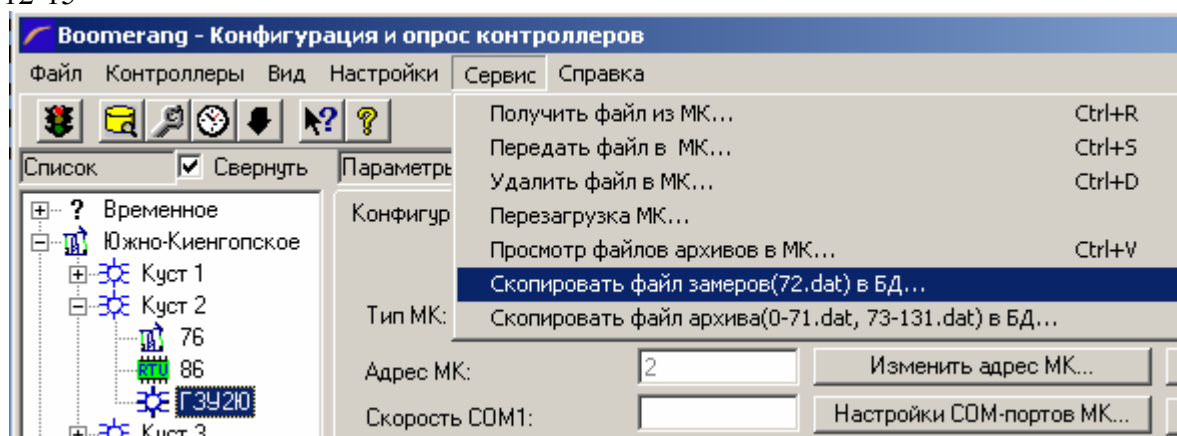 Boomerang - Конфигурация и опрос контроллеров
Файл Контроллеры Вид Настройки Сервис Справка
Получить файл из МК... Ctrl+R
Передать файл в МК... Ctrl+S
Список Свернуть Параметры
Удалить файл в МК... Ctrl+D
? Временное
Конфигур
Перезагрузка МК...
Южно-Киенгопское
Просмотр файлов архивов в МК... Ctrl+V
Куст 1
Скопировать файл замеров(72.dat) в БД...
Куст 2
Тип МК:
Скопировать файл архива(0-71.dat, 73-131.dat) в БД...
76
RTU 86
Адрес МК: 2 Изменить адрес МК...
ГЗУ2Ю
Скорость COM1: Настройки COM-портов МК...
Куст 3